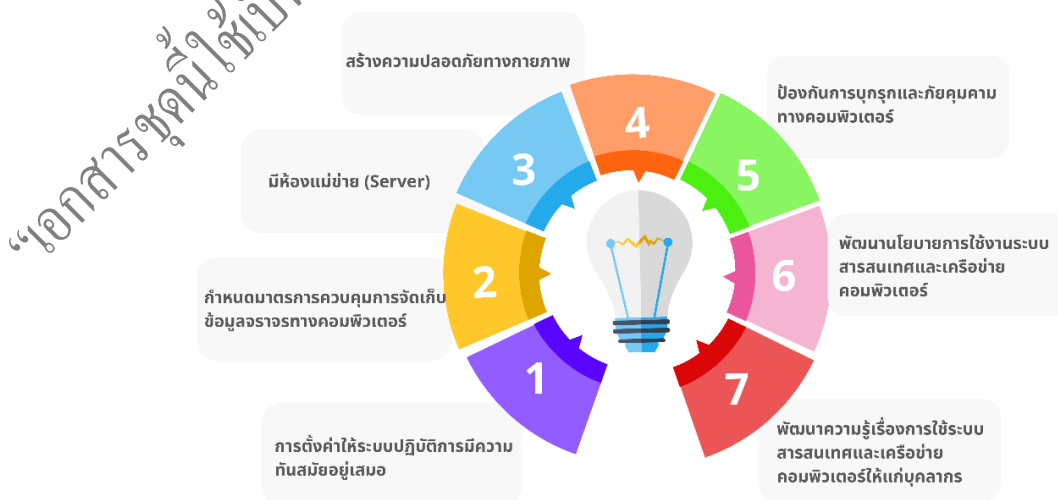 “เอกสารชุดนี้ใช้
สร้างความปลอดภัยทางกายภาพ
4
ป้องกันการบุกรุกและภัยคุมคาม
ทางคอมพิวเตอร์
3
5
มีห้องแม่ข่าย (Server)
2
กำหนดมาตรการควบคุมการจัดเก็บ
ข้อมูลจราจรทางคอมพิวเตอร์
6
พัฒนานโยบายการใช้งานระบบ
สารสนเทศและเครือข่าย
คอมพิวเตอร์
1
7
การตั้งค่าให้ระบบปฏิบัติการมีความ
ทันสมัยอยู่เสมอ
พัฒนาความรู้เรื่องการใช้ระบบ
สารสนเทศและเครือข่าย
คอมพิวเตอร์ให้แก่บุคลากร